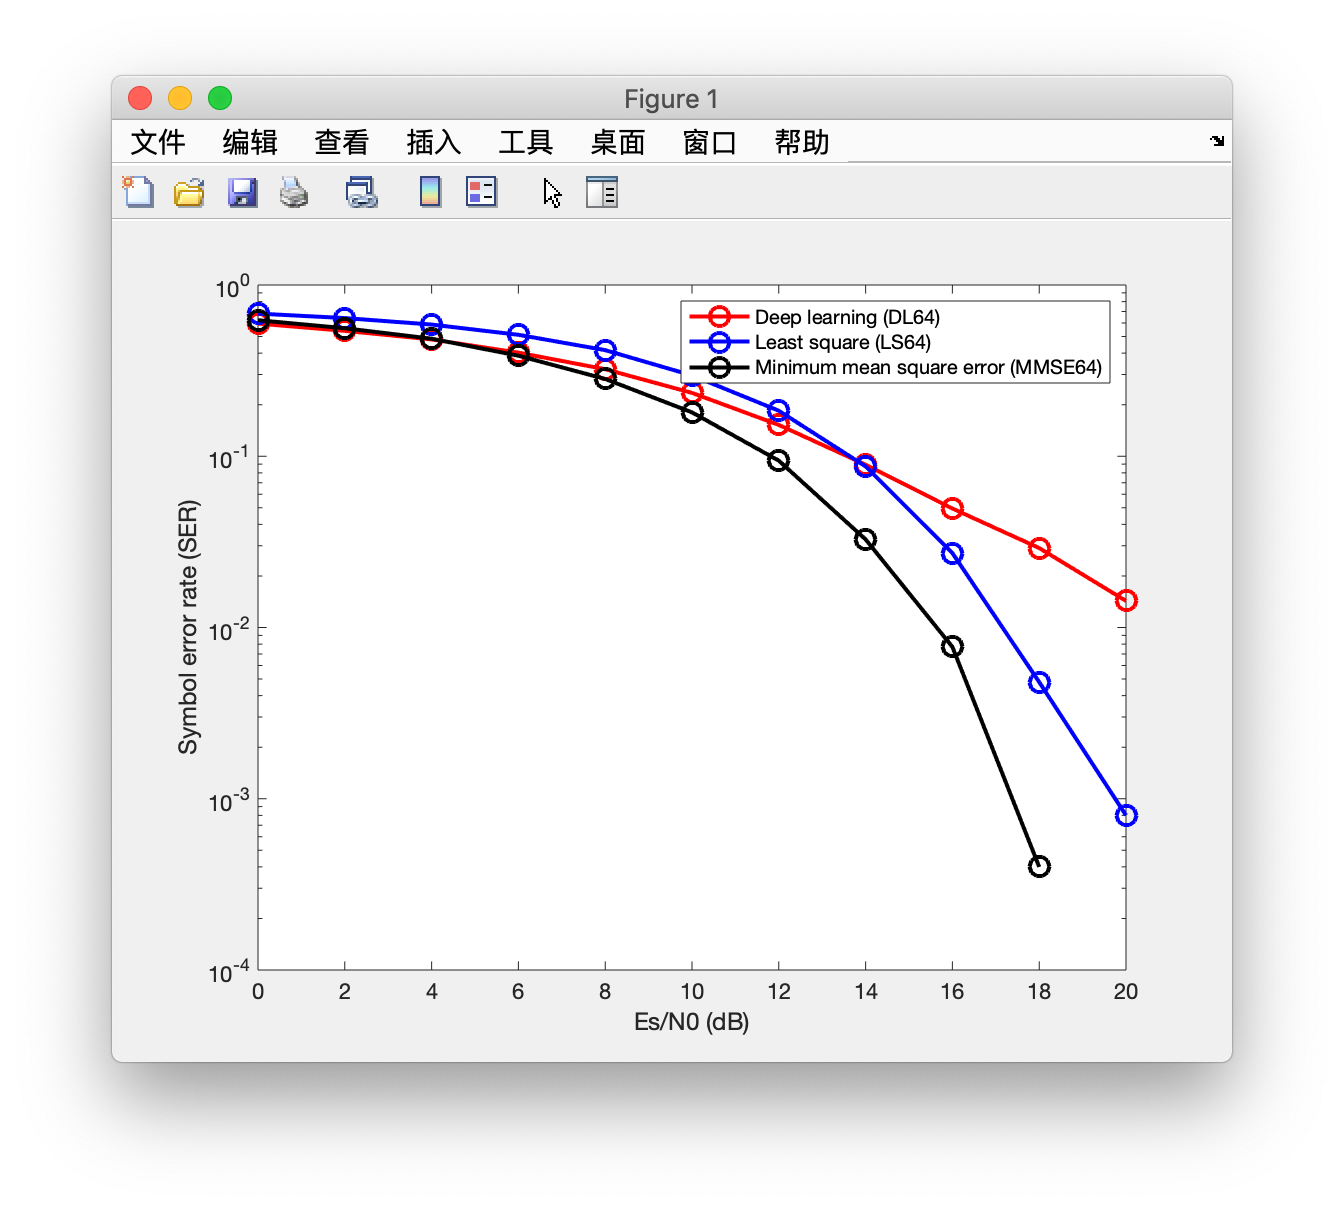 Figure 1
文件 编辑 查看 插入 工具 桌面 窗口 帮助
10^0
10^-1
10^-2
10^-3
10^-4
Symbol error rate (SER)
Deep learning (DL64)
Least square (LS64)
Minimum mean square error (MMSE64)
0 2 4 6 8 10 12 14 16 18 20
Es/N0 (dB)